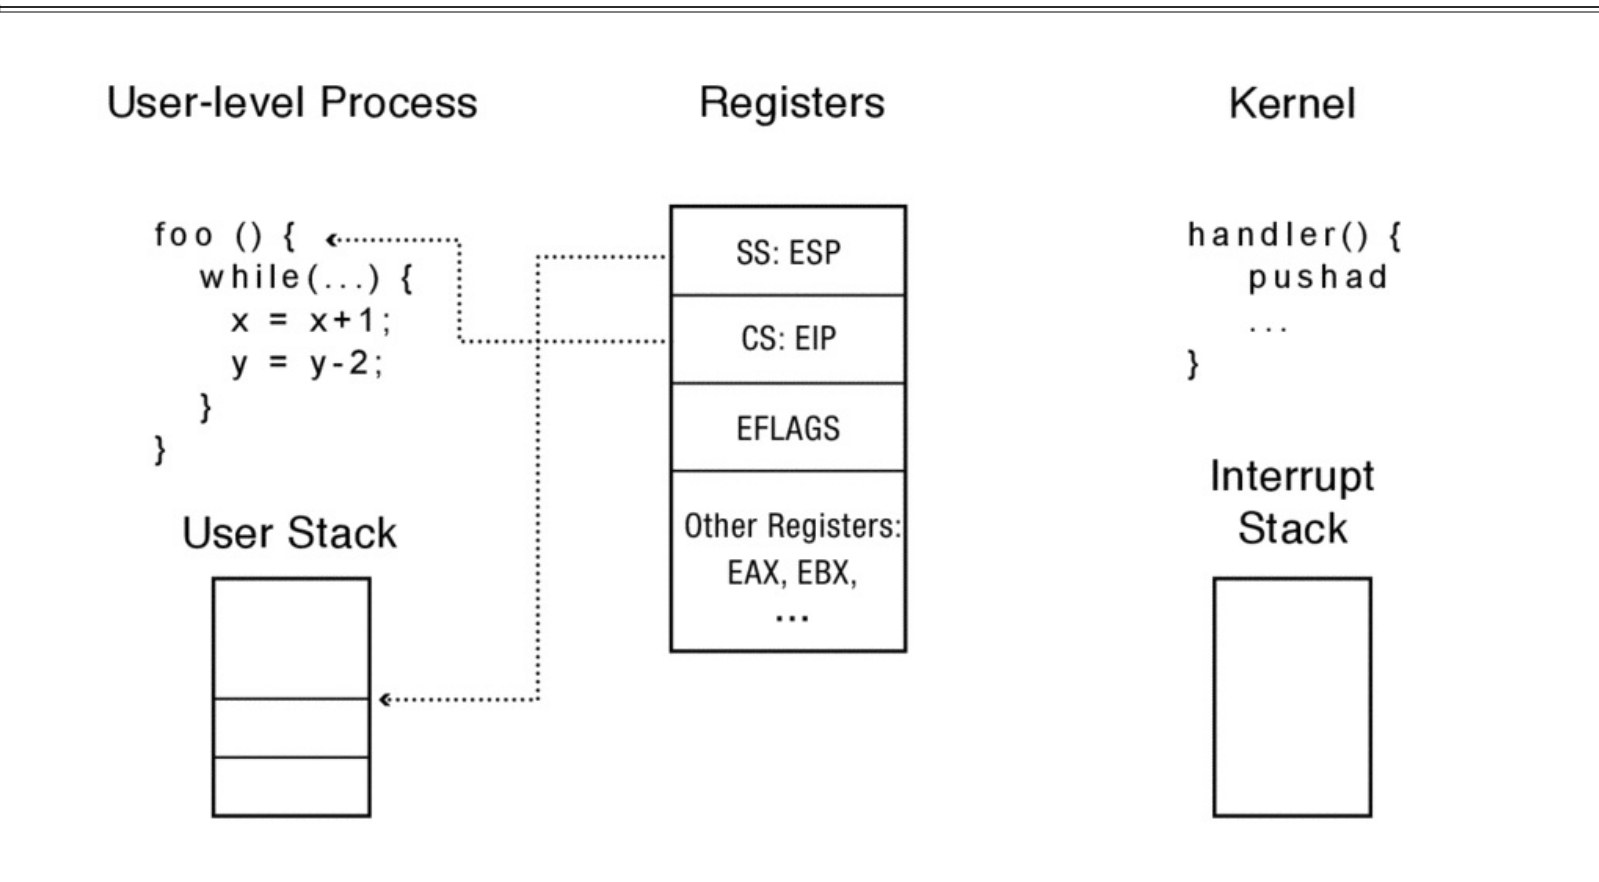 User-level Process
foo () {
while(...) {
x = x+1;
y = y-2;
}
}
User Stack
Registers
SS: ESP
CS: EIP
EFLAGS
Other Registers:
EAX, EBX,
...
Kernel
handler() {
pushad
...
}
Interrupt
Stack